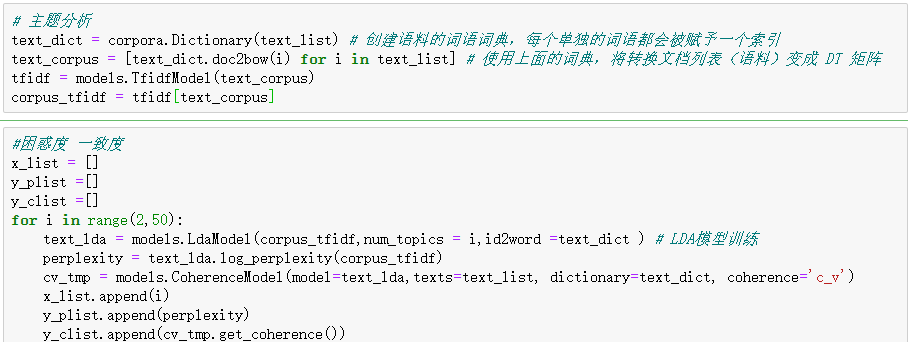 # 主题分析
text_dict = corpora.Dictionary(text_list) # 创建语料的词语词典，每个单独的词语都会被赋予一个索引
text_corpus = [text_dict.doc2bow(i) for i in text_list] # 使用上面的词典，将转换文档列表（语料）变成 DT 矩阵
tfidf = models.TfidfModel(text_corpus)
corpus_tfidf = tfidf[text_corpus]
#困惑度 一致度
x_list = []
y_plist =[]
y_clist =[]
for i in range(2,50):
    text_lda = models.LdaModel(corpus_tfidf,num_topics = i,id2word =text_dict ) # LDA模型训练
    perplexity = text_lda.log_perplexity(corpus_tfidf)
    cv_tmp = models.CoherenceModel(model=text_lda,texts=text_list, dictionary=text_dict, coherence='c_v')
    x_list.append(i)
    y_plist.append(perplexity)
    y_clist.append(cv_tmp.get_coherence())